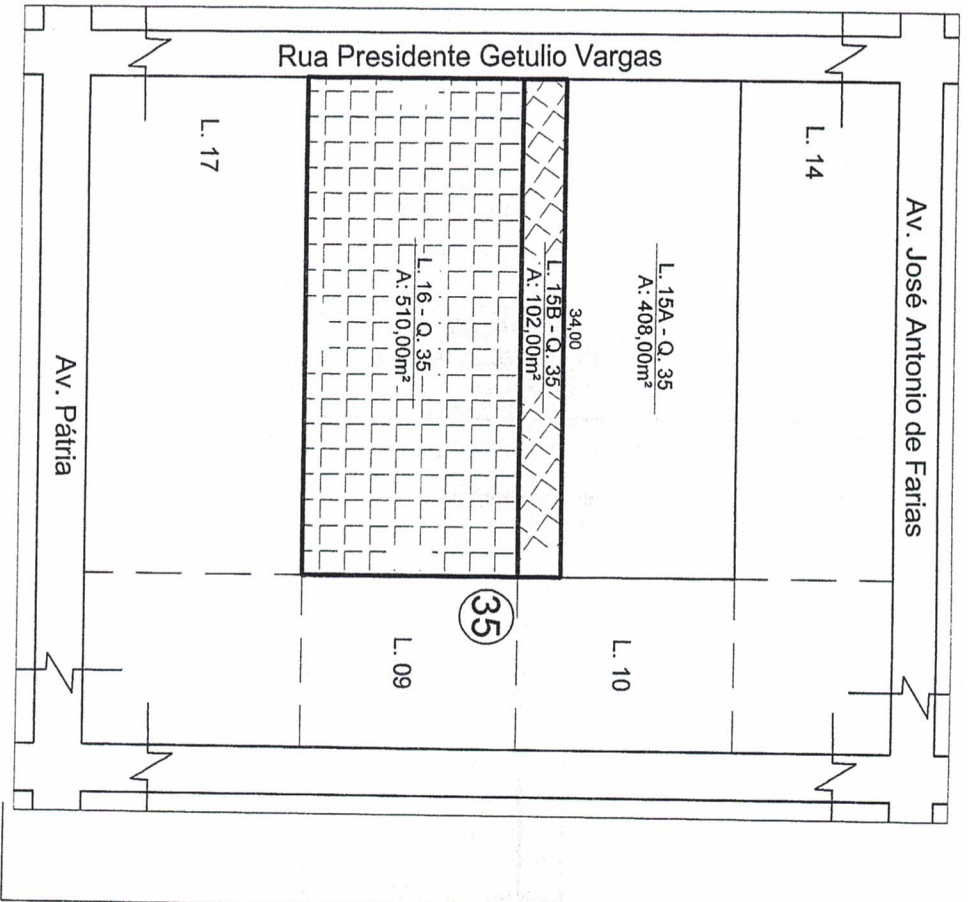 Rua Presidente Getulio Vargas
L. 17
L. 14
Av. José Antonio de Farias
L. 15A - Q. 35
A: 408,00m²
34,00
L. 15B - Q. 35
A: 102,00m²
L. 16 - Q. 35
A: 510,00m²
Av. Pátria
35
L. 09
L. 10